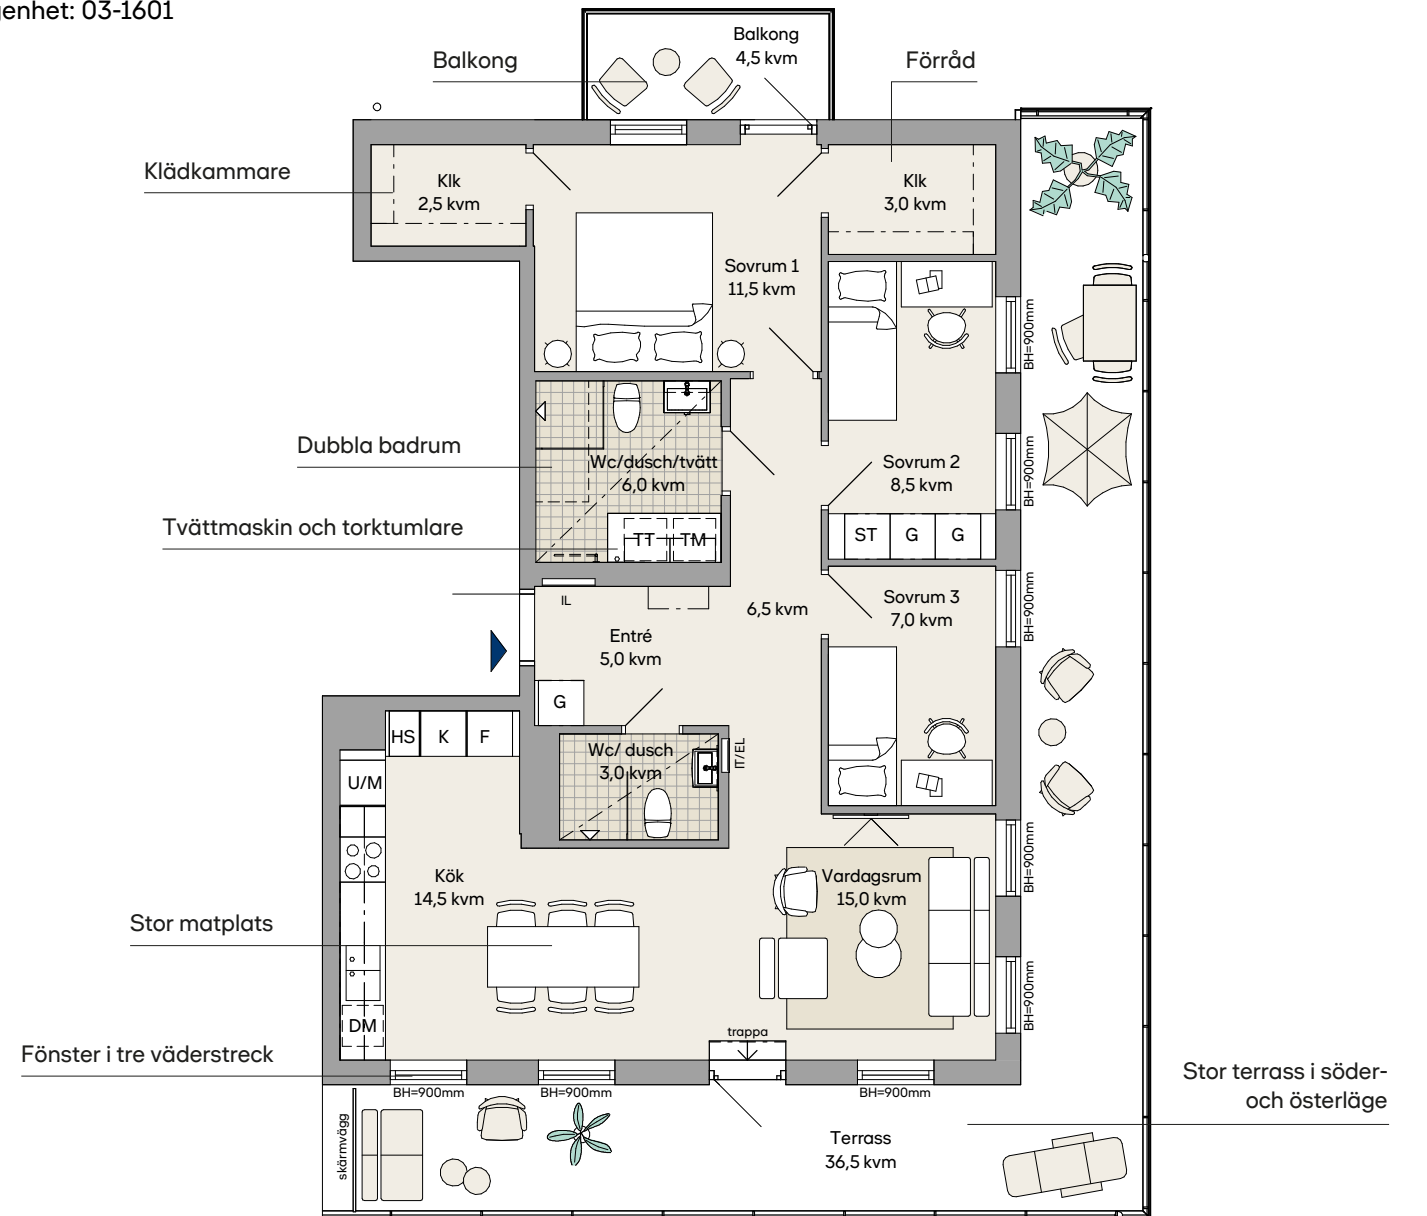 genhet: 03-1601
Balkong
4,5 kvm
Balkong
Förråd
Klädkammare
Klk
2,5 kvm
Klk
3,0 kvm
Sovrum 1
11,5 kvm
BH=900mm
Dubbla badrum
Wc/dusch/tvätt
6,0 kvm
Sovrum 2
8,5 kvm
BH=900mm
Tvättmaskin och torktumlare
TT
TM
ST
G
G
IL
6,5 kvm
Sovrum 3
7,0 kvm
BH=900mm
Entré
5,0 kvm
G
HS
K
F
Wc/ dusch
3,0 kvm
IT/EL
U/M
Kök
14,5 kvm
Vardagsrum
15,0 kvm
BH=900mm
Stor matplats
BH=900mm
DM
trappa
Fönster i tre väderstreck
BH=900mm
BH=900mm
BH=900mm
Stor terrass i söder-
och österläge
skärmvägg
Terrass
36,5 kvm